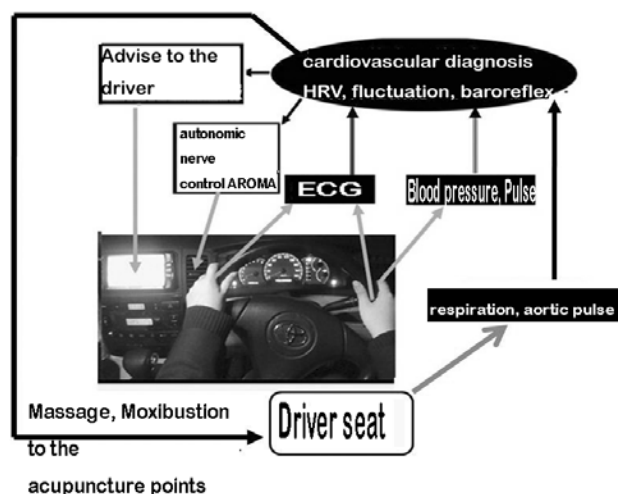 Advise to the
driver
cardiovascular diagnosis
HRV, fluctuation, baroreflex
autonomic
nerve
control AROMA
ECG
Blood pressure, Pulse
respiration, aortic pulse
Massage, Moxibustion
to the
acupuncture points
Driver seat